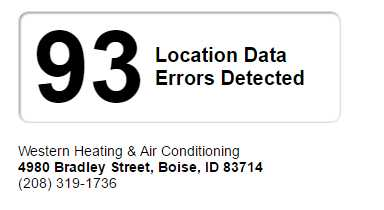 93 Location Data
Errors Detected
Western Heating & Air Conditioning
4980 Bradley Street, Boise, ID 83714
(208) 319-1736